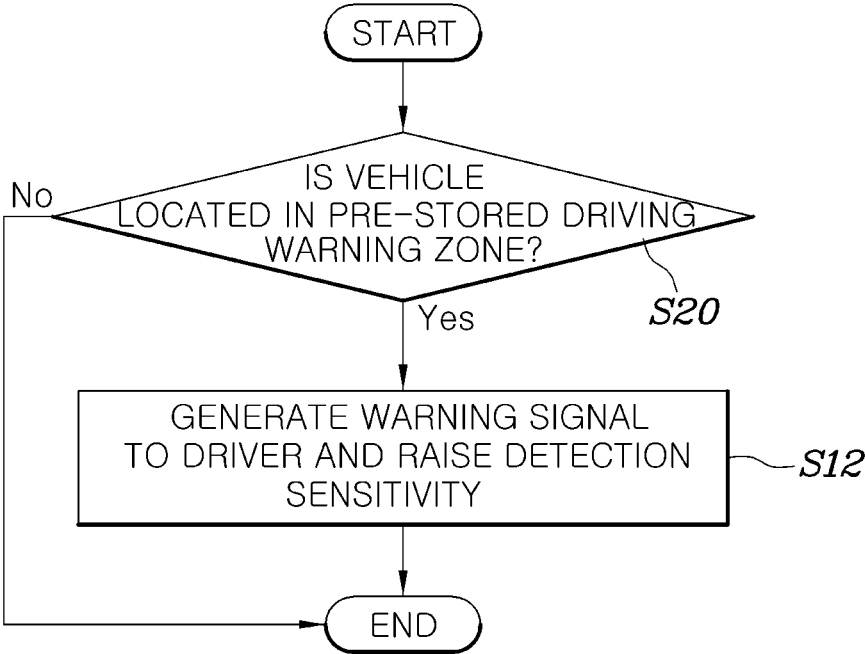 START
IS VEHICLE
LOCATED IN PRE-STORED DRIVING
WARNING ZONE?
No
S20
Yes
GENERATE WARNING SIGNAL
TO DRIVER AND RAISE DETECTION
SENSITIVITY
S12
END